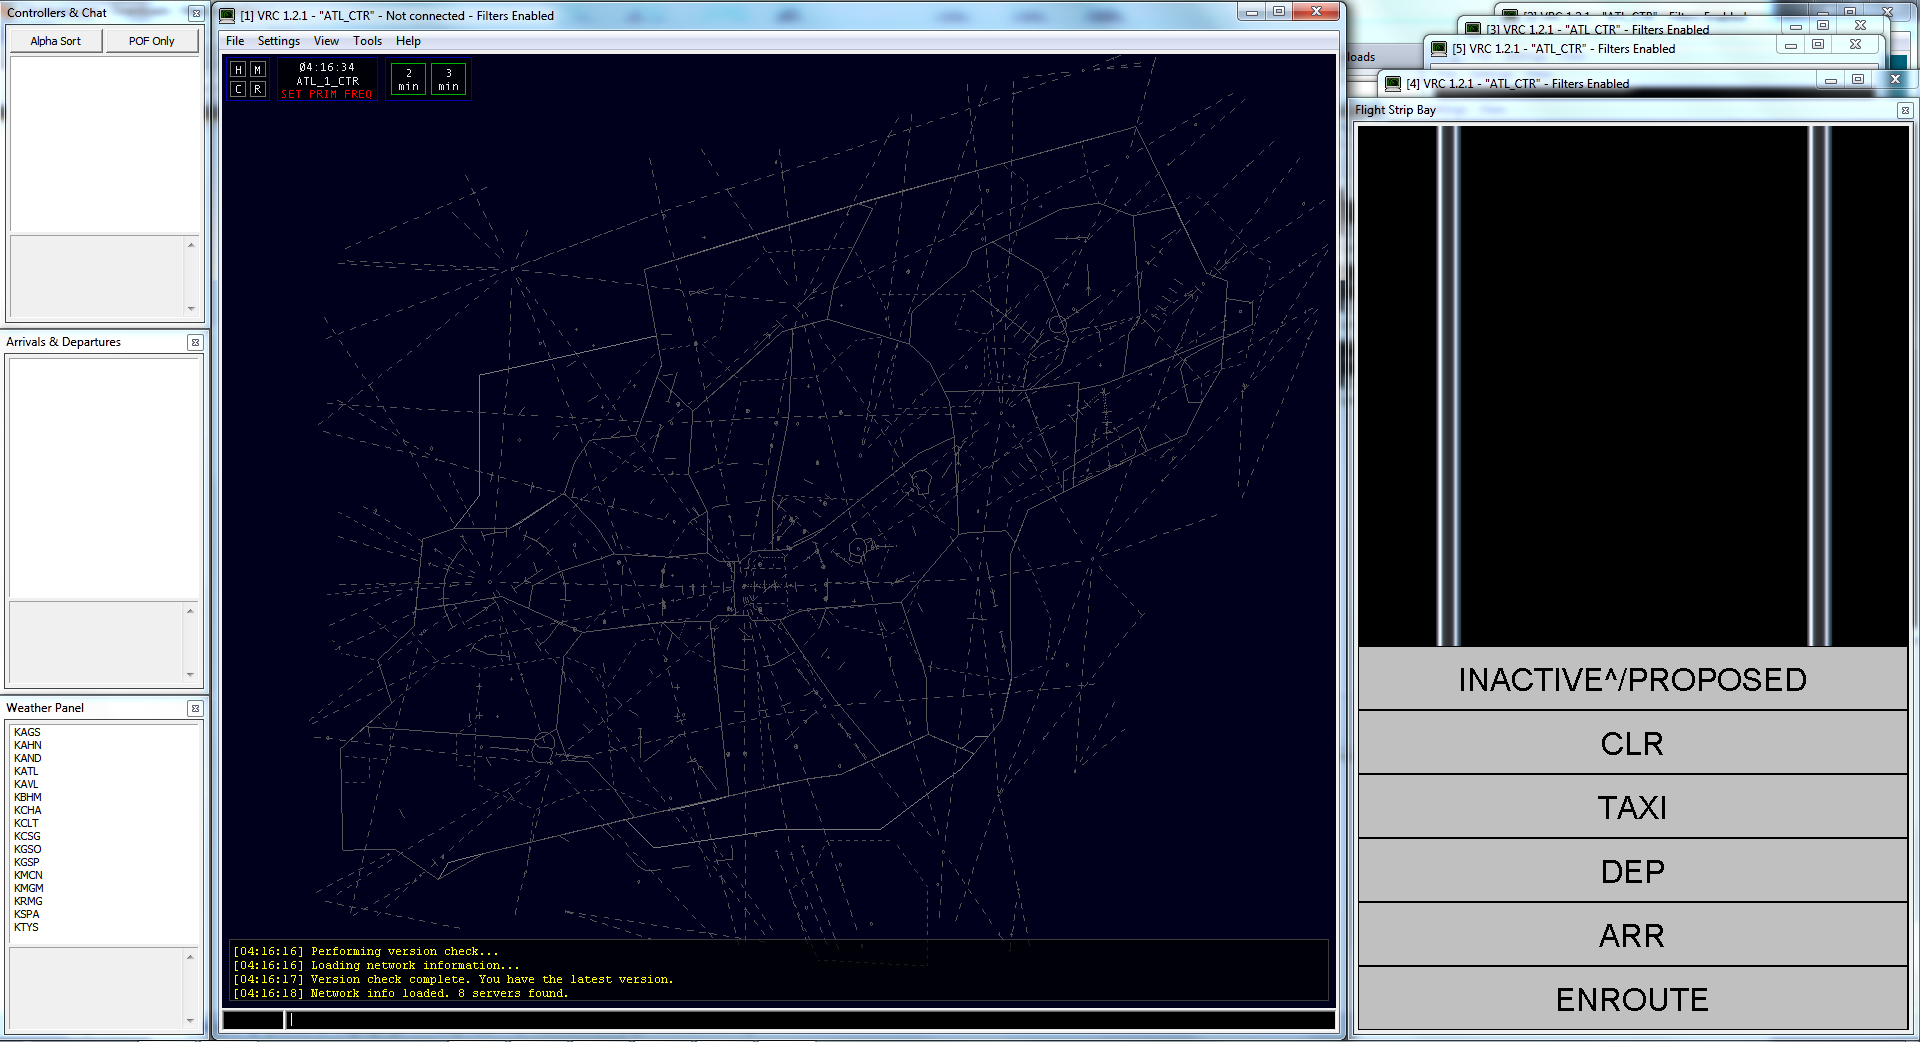 Controllers & Chat
Alpha Sort
POF Only
Arrivals & Departures
Weather Panel
KAGS
KAHN
KAND
KATL
KAVL
KBHM
KCHA
KCLT
KCSG
KGSO
KGSP
KMCN
KMGM
KRMG
KSPA
KTYS
[1] VRC 1.2.1 - "ATL_CTR" - Not connected - Filters Enabled
File Settings View Tools Help
H M
C R
04:16:34
ATL_1_CTR
SET PRIM FREQ
2 min
3 min
[04:16:16] Performing version check...
[04:16:16] Loading network information...
[04:16:17] Version check complete. You have the latest version.
[04:16:18] Network info loaded. 8 servers found.
[3] VRC 1.2.1 - "ATL_CTR" - Filters Enabled
loads
[5] VRC 1.2.1 - "ATL_CTR" - Filters Enabled
[4] VRC 1.2.1 - "ATL_CTR" - Filters Enabled
Flight Strip Bay
INACTIVE^/PROPOSED
CLR
TAXI
DEP
ARR
ENROUTE